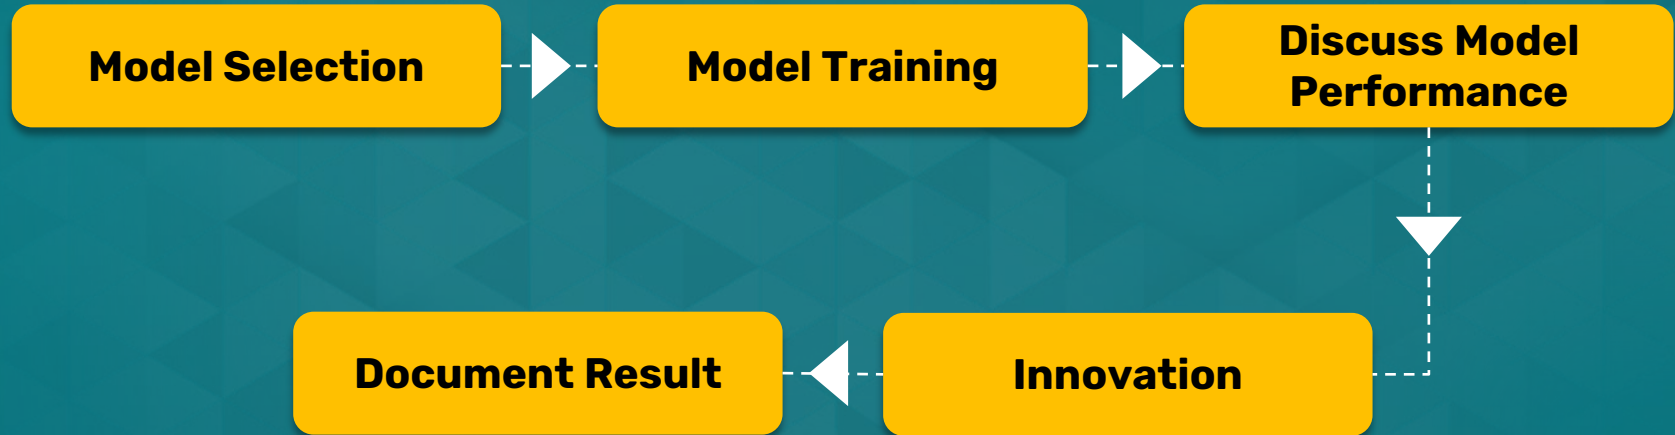 Model Selection
Model Training
Discuss Model
Performance
Innovation
Document Result